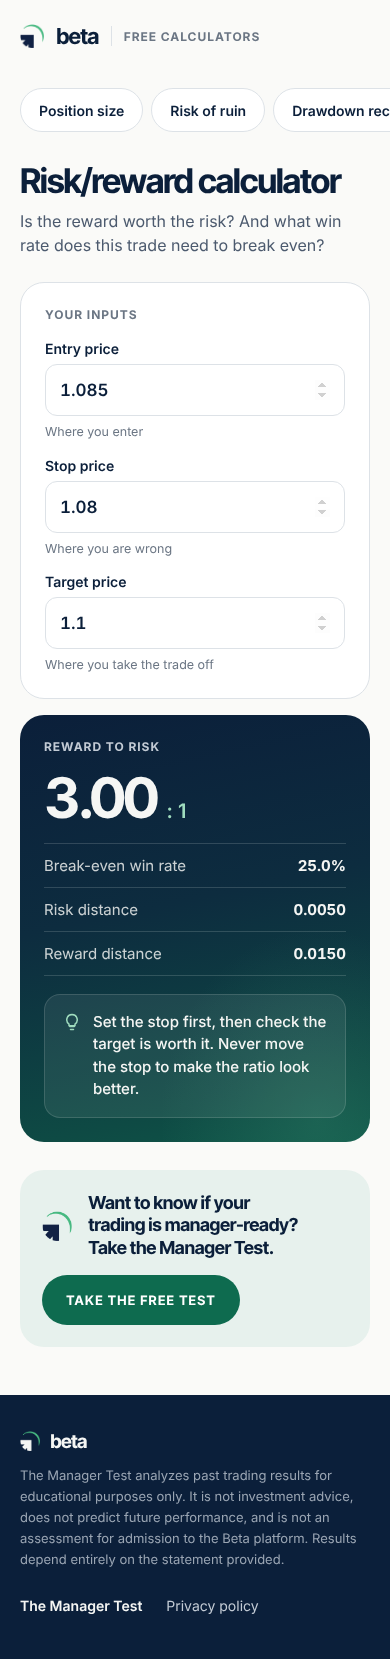 beta
FREE CALCULATORS
Position size
Risk of ruin
Drawdown rec
Risk/reward calculator
Is the reward worth the risk? And what win
rate does this trade need to break even?
YOUR INPUTS
Entry price
1.085
Where you enter
Stop price
1.08
Where you are wrong
Target price
1.1
Where you take the trade off
REWARD TO RISK
3.00 : 1
Break-even win rate 25.0%
Risk distance 0.0050
Reward distance 0.0150
Set the stop first, then check the
target is worth it. Never move
the stop to make the ratio look
better.
Want to know if your
trading is manager-ready?
Take the Manager Test.
TAKE THE FREE TEST
beta
The Manager Test analyzes past trading results for
educational purposes only. It is not investment advice,
does not predict future performance, and is not an
assessment for admission to the Beta platform. Results
depend entirely on the statement provided.
The Manager Test Privacy policy